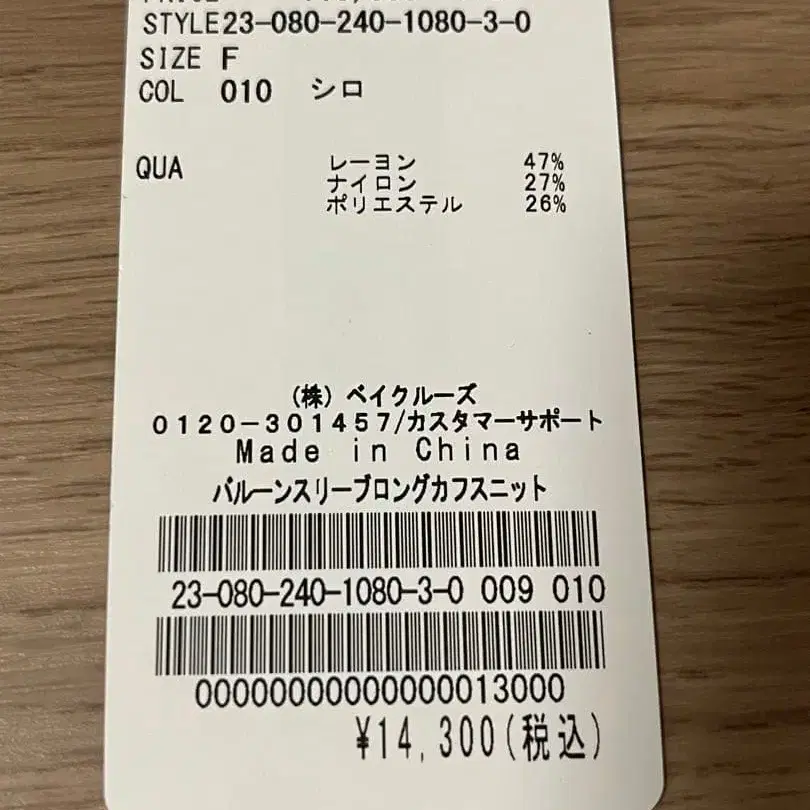 STYLE23-080-240-1080-3-0
SIZE F
COL 010 シロ
QUA レーヨン 47%
ナイロン 27%
ポリエステル 26%
(株) ベイクルーズ
0120-301457/カスタマーサポート
Made in China
バルーンスリーブロングカフスニット
23-080-240-1080-3-0 009 010
00000000000000013000
¥14,300(税込)